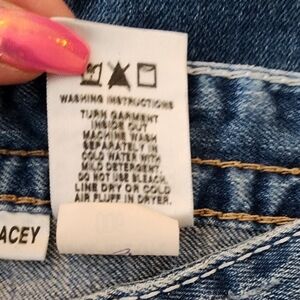 WASHING INSTRUCTIONS
TURN GARMENT
INSIDE OUT
MACHINE WASH
SEPARATELY IN
COLD WATER WITH
MILD DETERGENT.
DO NOT USE BLEACH.
LINE DRY OR COLD
AIR FLUFF IN DRYER.
ACEY